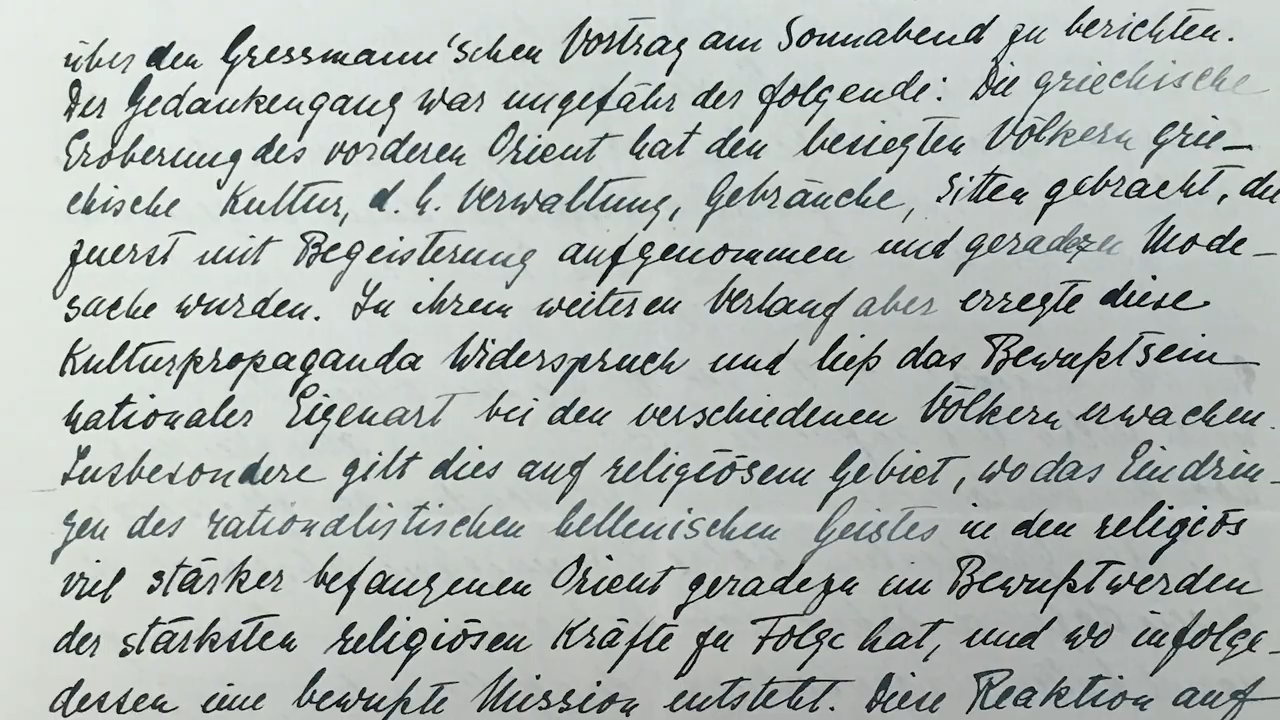 über den Gressmann'schen Vortrag am Sonnabend zu berichten.
Der Gedankengang war ungefähr der folgende: Die griechische
Eroberung des vorderen Orient hat den besiegten Völkern grie-
chische Kultur, d. h. Verwaltung, Gebräuche, Sitten gebracht, die
zuerst mit Begeisterung aufgenommen und geradezu Mode-
sache wurden. In ihrem weiteren Verlauf aber erregte diese
Kulturpropaganda Widerspruch und ließ das Bewußtsein
nationaler Eigenart bei den verschiedenen Völkern erwachen.
Insbesondere gilt dies auf religiösem Gebiet, wo das Eindrin-
gen des rationalistischen hellenischen Geistes in den religiös
viel stärker befangenen Orient geradezu ein Bewußtwerden
der stärksten religiösen Kräfte zu Folge hat, und wo infolge-
dessen eine bewußte Mission entsteht. Diese Reaktion auf